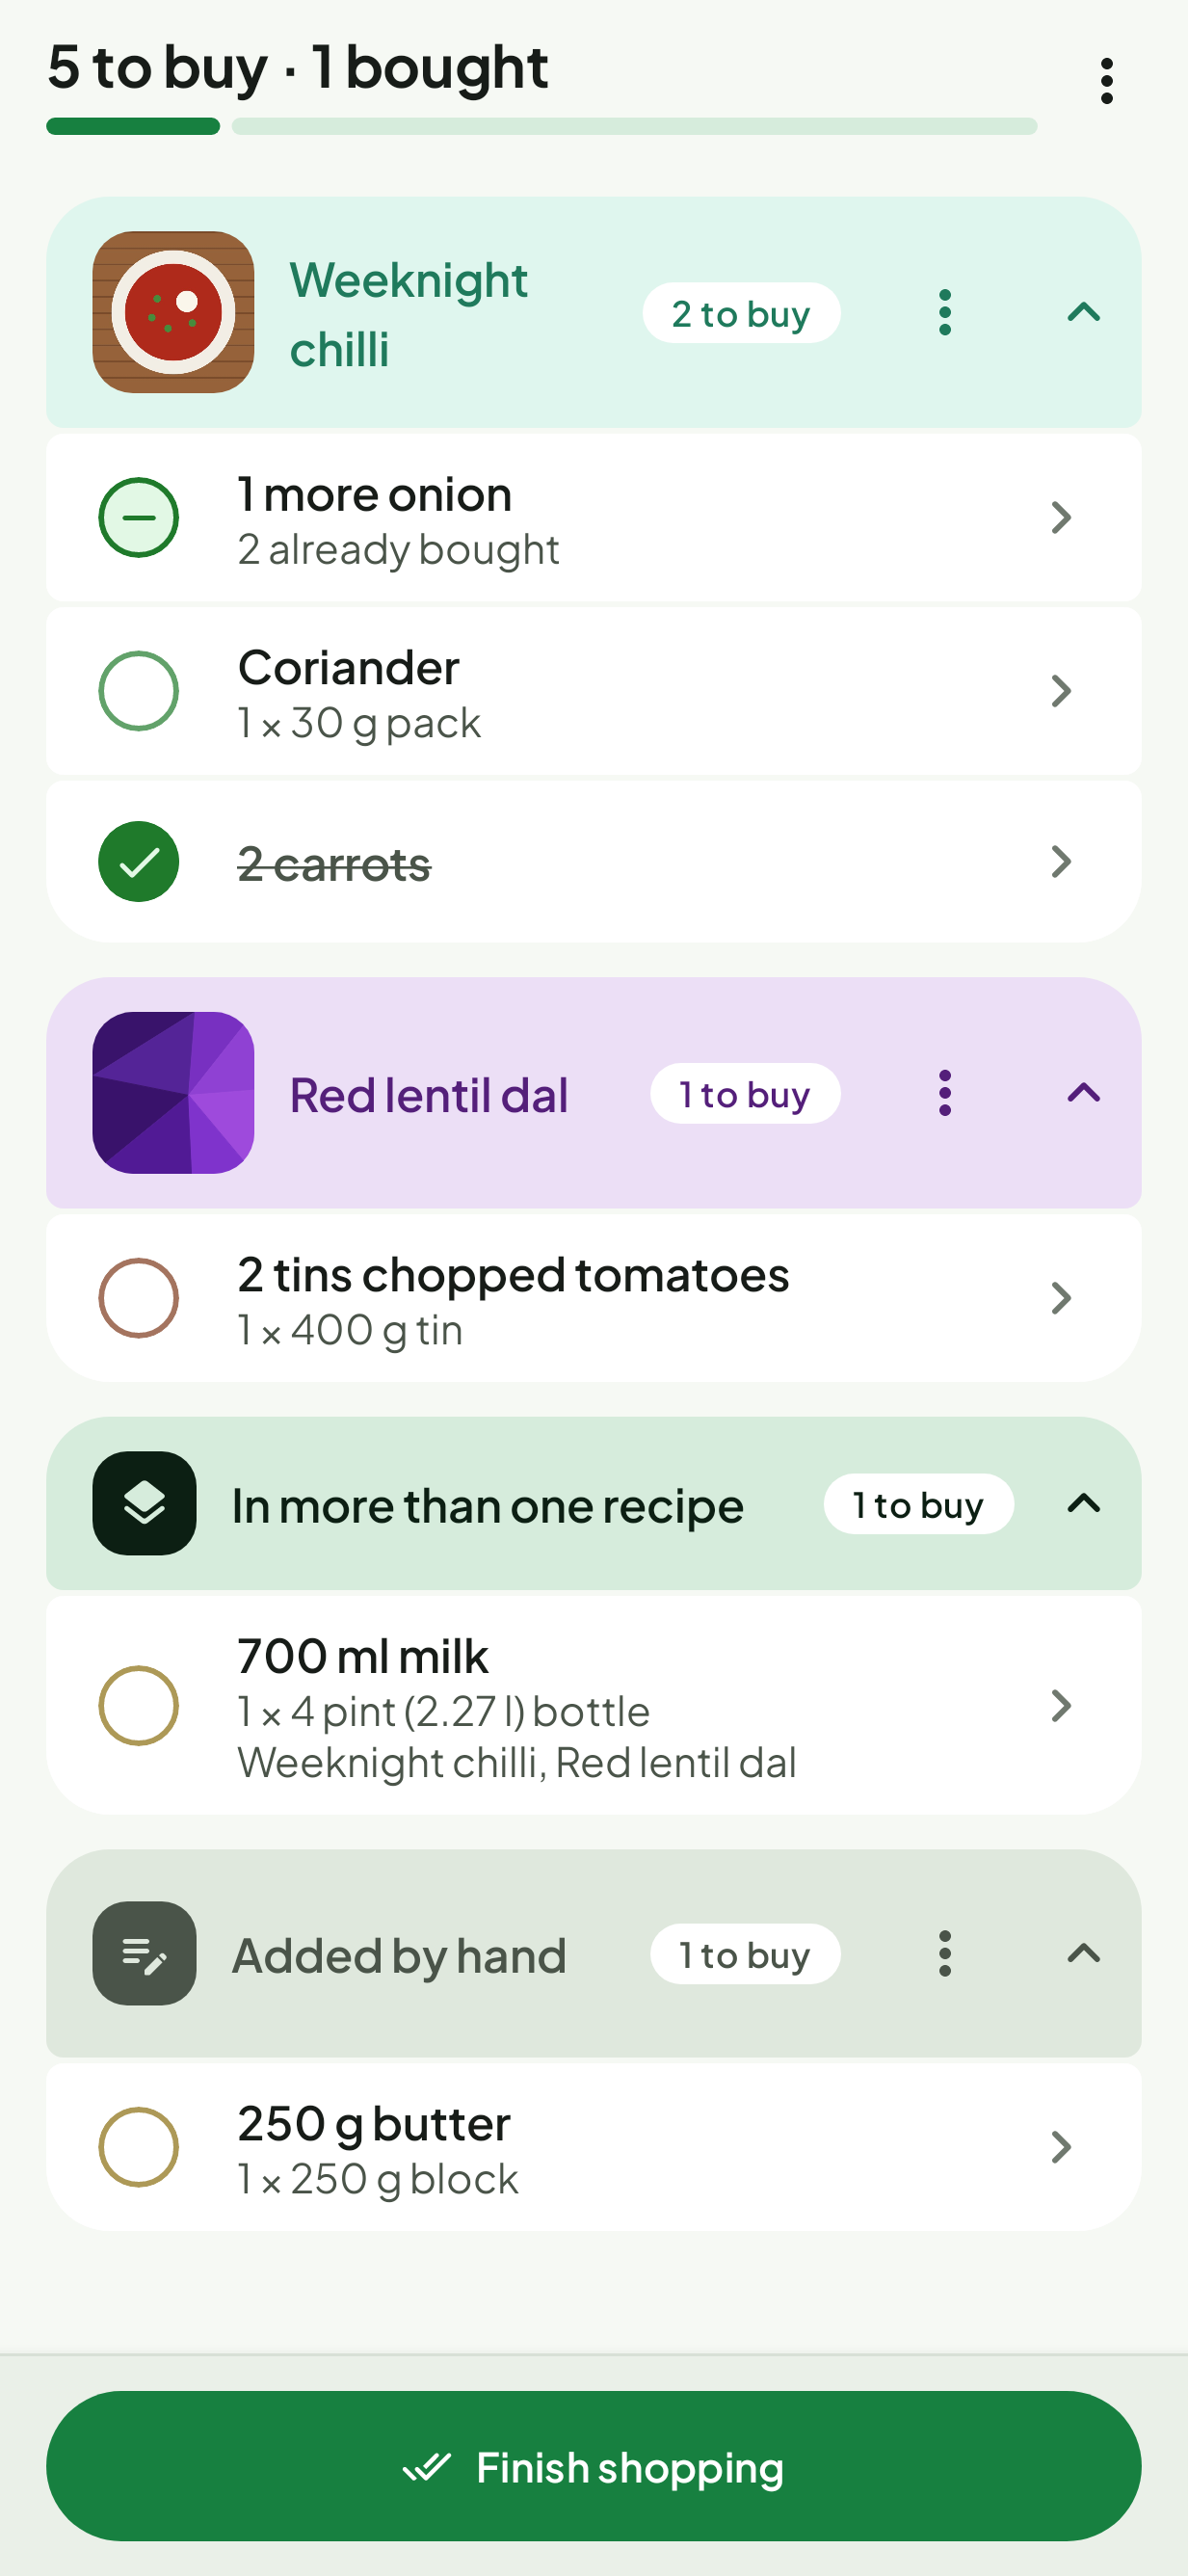 5 to buy · 1 bought
Weeknight
chilli
2 to buy
1 more onion
2 already bought
Coriander
1 × 30 g pack
2 carrots
Red lentil dal
1 to buy
2 tins chopped tomatoes
1 × 400 g tin
In more than one recipe
1 to buy
700 ml milk
1 × 4 pint (2.27 l) bottle
Weeknight chilli, Red lentil dal
Added by hand
1 to buy
250 g butter
1 × 250 g block
Finish shopping